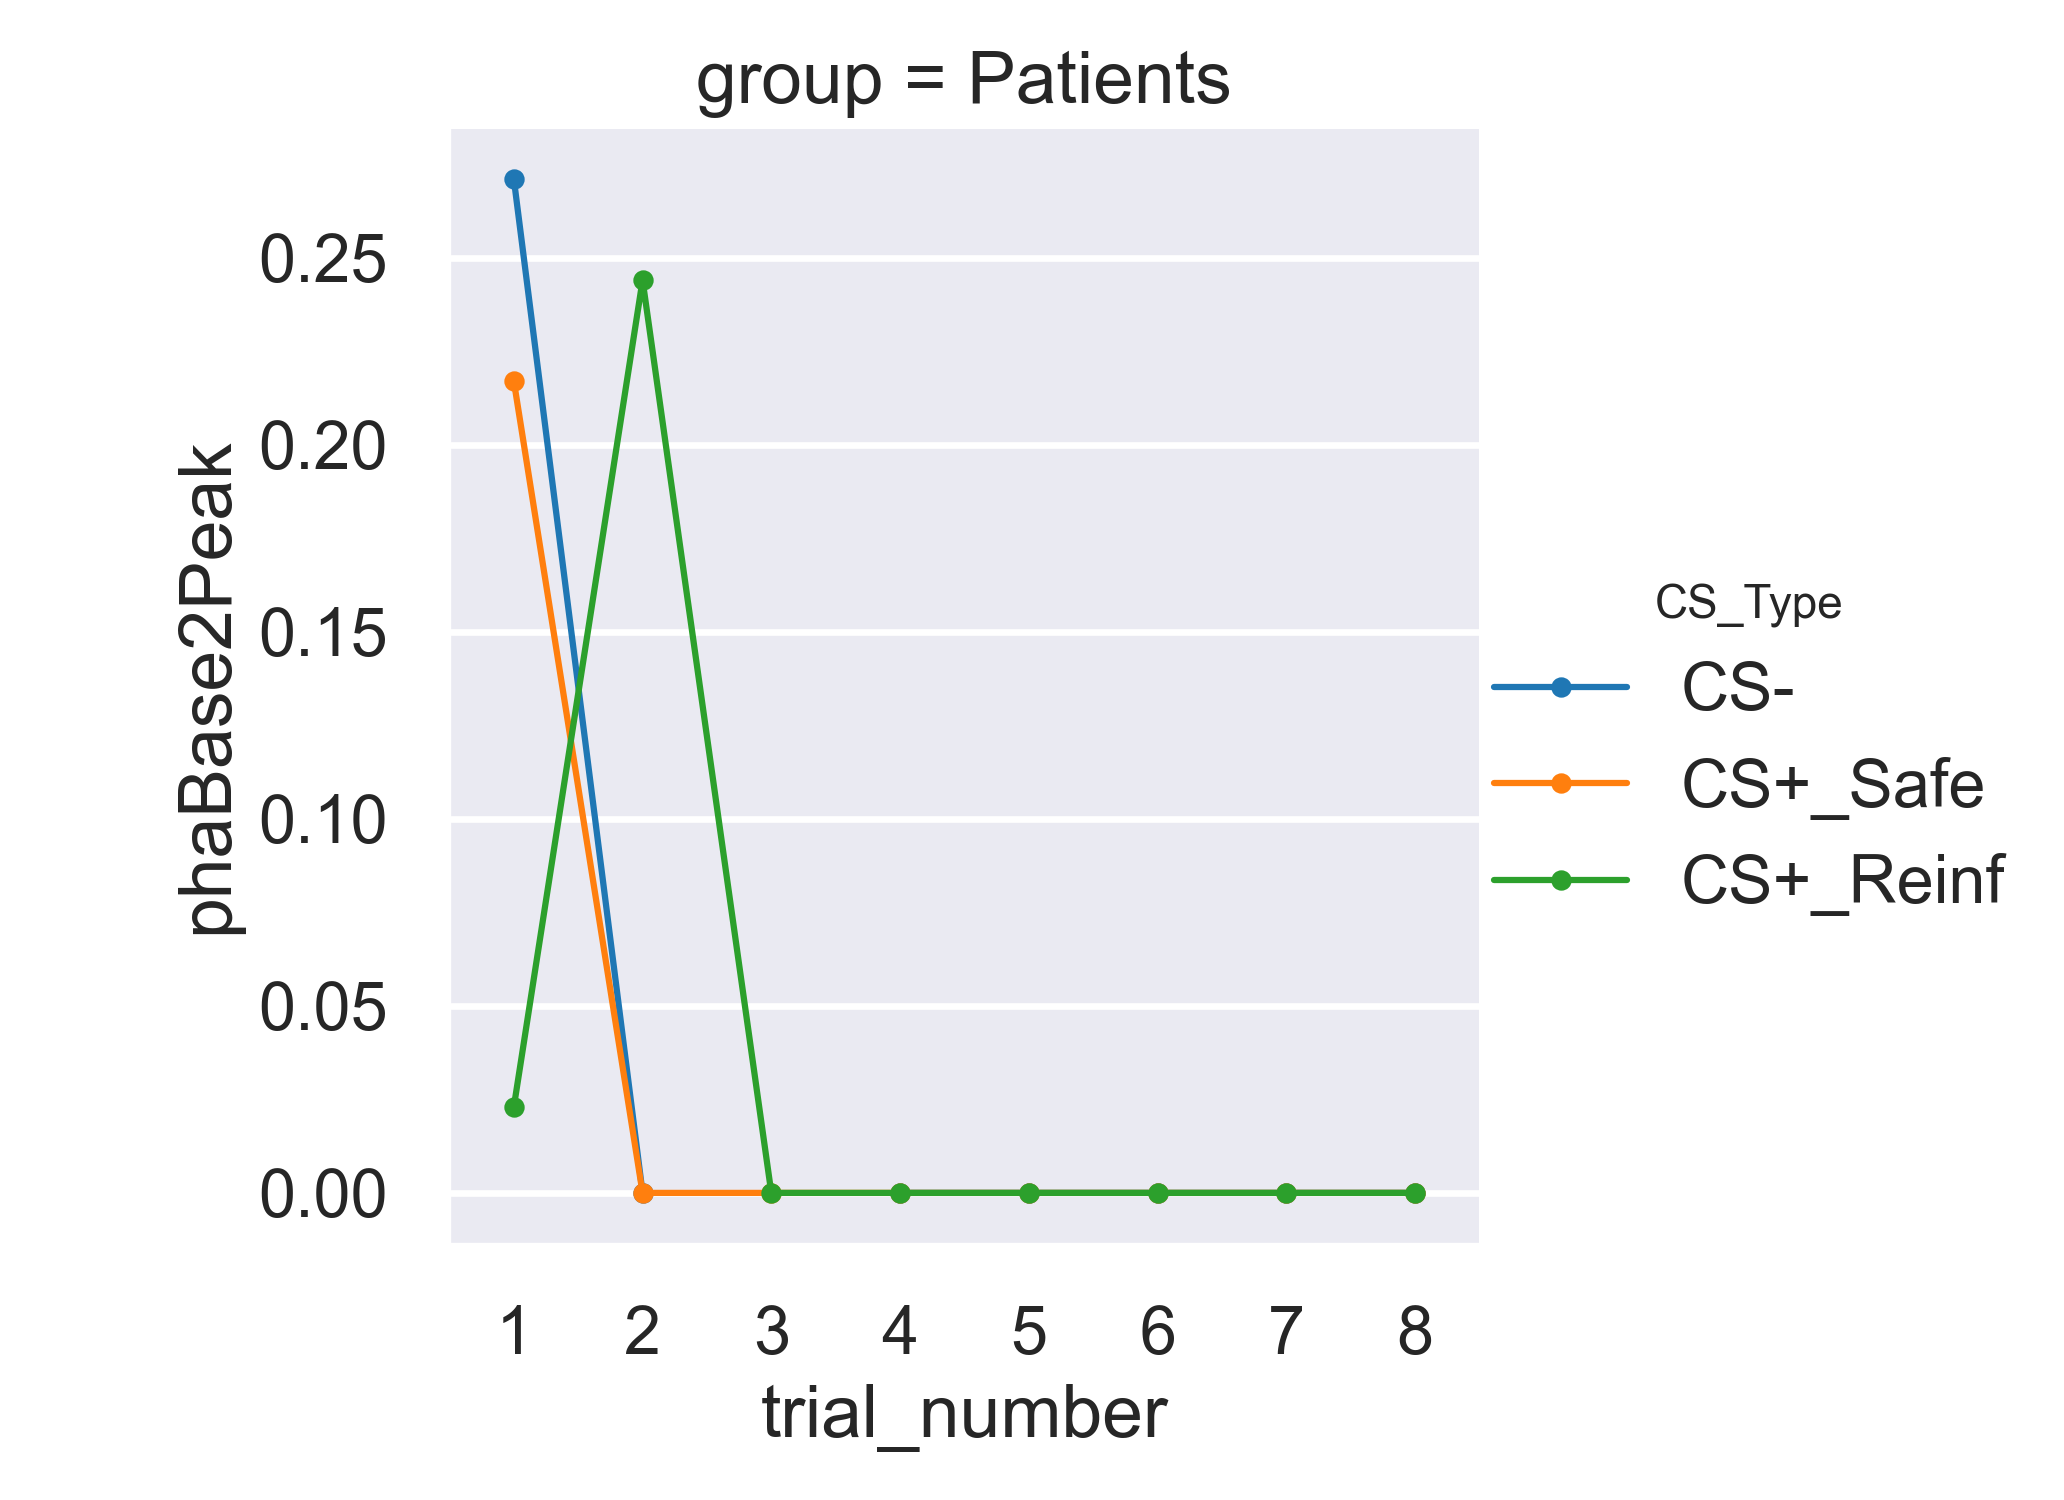 group = Patients
phaBase2Peak
0.25
0.20
0.15
0.10
0.05
0.00
1 2 3 4 5 6 7 8
trial_number
CS_Type
CS-
CS+_Safe
CS+_Reinf